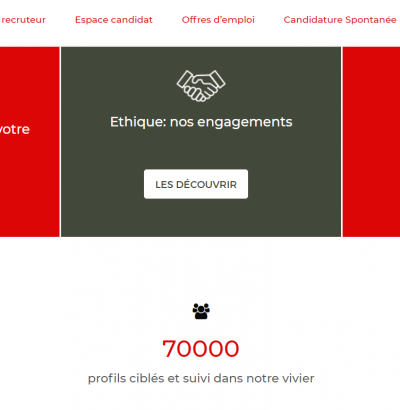 recruteur Espace candidat Offres d'emploi Candidature Spontanée
Ethique: nos engagements
votre
LES DÉCOUVRIR
70000
profils ciblés et suivi dans notre vivier